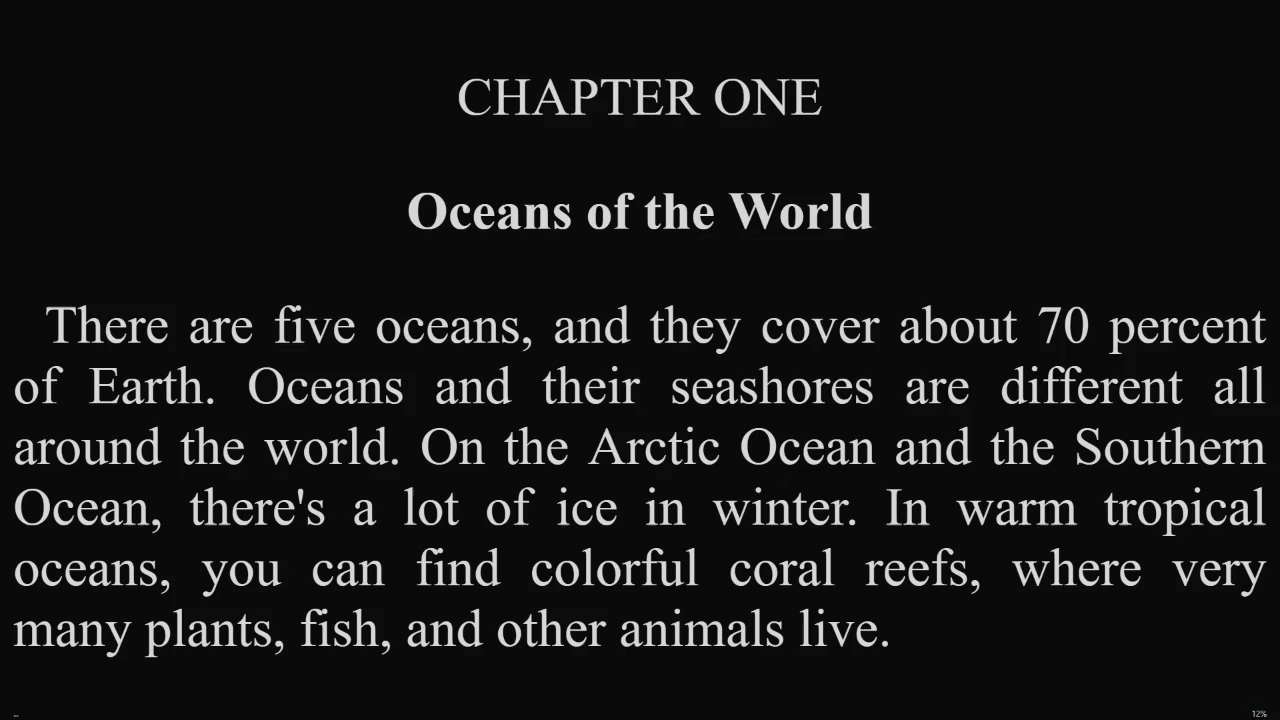 CHAPTER ONE
Oceans of the World
There are five oceans, and they cover about 70 percent
of Earth. Oceans and their seashores are different all
around the world. On the Arctic Ocean and the Southern
Ocean, there's a lot of ice in winter. In warm tropical
oceans, you can find colorful coral reefs, where very
many plants, fish, and other animals live.
12%